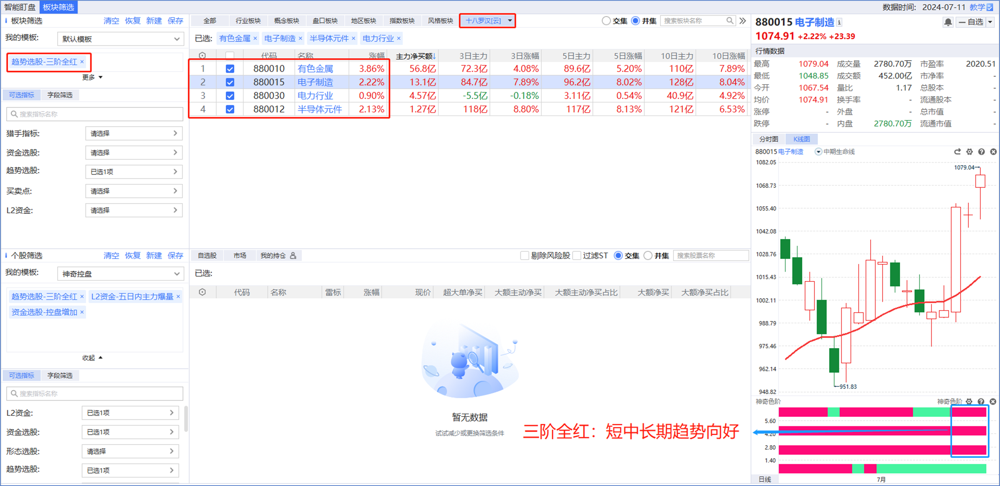 智能盯盘 板块筛选 数据时间: 2024-07-11 教学
板块筛选 清空 恢复 新建 保存
我的模板: 默认模板
趋势选股-三阶全红 ×
更多
可选指标 字段筛选
搜索指标名称
猎手指标: 请选择
资金选股: 请选择
趋势选股: 已选1项
买卖点: 请选择
L2资金: 请选择
全部 行业板块 概念板块 盘口板块 地区板块 指数板块 风格板块 十八罗汉[云] 交集 并集 搜索板块名称
已选: 有色金属 × 电子制造 × 半导体元件 × 电力行业 ×
代码 名称 涨幅 主力净买额↓ 3日主力 3日涨幅 5日主力 5日涨幅 10日主力 10日涨幅
1 880010 有色金属 3.86% 56.8亿 72.3亿 4.08% 89.6亿 5.20% 110亿 7.89%
2 880015 电子制造 2.22% 13.1亿 84.7亿 7.89% 96.2亿 8.02% 128亿 8.04%
3 880030 电力行业 0.90% 4.57亿 -5.5亿 -0.18% 3.11亿 0.54% 40.9亿 4.92%
4 880012 半导体元件 2.13% 1.27亿 118亿 8.80% 117亿 8.13% 121亿 6.53%
个股筛选 清空 恢复 新建 保存
我的模板: 神奇控盘
趋势选股-三阶全红 × L2资金-五日内主力爆量 ×
资金选股-控盘增加 ×
收起
可选指标 字段筛选
搜索指标名称
L2资金: 已选1项
资金选股: 已选1项
形态选股: 请选择
趋势选股: 已选1项
自选股 市场 我的持仓 剔除风险股 过滤ST 交集 并集 搜索股票名称
已选:
代码 名称 雷标 涨幅 现价 超大单净买 大额主动净买 大额主动净买占比 大额净买 大额净买占比
暂无数据
试试减少或更换筛选条件
三阶全红：短中长期趋势向好
880015 电子制造 自选
1074.91 +2.22% +23.39
行情数据
最高 1079.04 成交量 2780.70万 市盈率 2020.51
最低 1048.85 成交额 452.00亿 市净率 -
今开 1067.54 量比 1.17 总股本 -
均价 1074.91 换手率 - 流通股本 -
涨停 - 外盘 - 总市值 -
跌停 - 内盘 2780.70万 流通市值 -
分时图 K线图
880015 电子制造 中期生命线
1082.05
1079.04
1068.73
1055.40
1042.08
1028.76
1015.43
1002.11
988.79
975.46
962.14
951.83
948.82
神奇色阶 神奇色阶
5.60
4.20
2.80
1.40
日线 7月